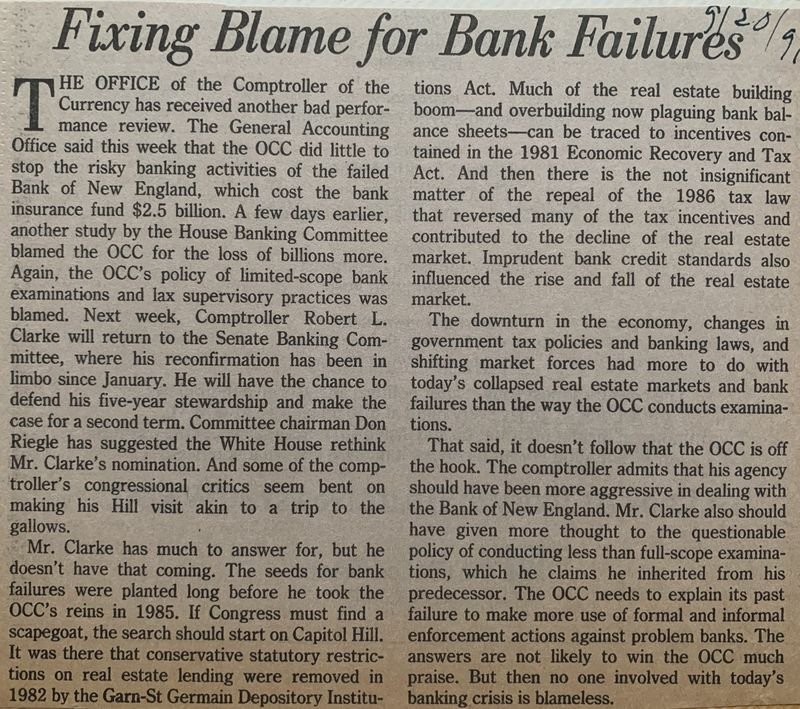 Fixing Blame for Bank Failures
9/20/91
THE OFFICE of the Comptroller of the
Currency has received another bad perfor-
mance review. The General Accounting
Office said this week that the OCC did little to
stop the risky banking activities of the failed
Bank of New England, which cost the bank
insurance fund $2.5 billion. A few days earlier,
another study by the House Banking Committee
blamed the OCC for the loss of billions more.
Again, the OCC's policy of limited-scope bank
examinations and lax supervisory practices was
blamed. Next week, Comptroller Robert L.
Clarke will return to the Senate Banking Com-
mittee, where his reconfirmation has been in
limbo since January. He will have the chance to
defend his five-year stewardship and make the
case for a second term. Committee chairman Don
Riegle has suggested the White House rethink
Mr. Clarke's nomination. And some of the comp-
troller's congressional critics seem bent on
making his Hill visit akin to a trip to the
gallows.
Mr. Clarke has much to answer for, but he
doesn't have that coming. The seeds for bank
failures were planted long before he took the
OCC's reins in 1985. If Congress must find a
scapegoat, the search should start on Capitol Hill.
It was there that conservative statutory restric-
tions on real estate lending were removed in
1982 by the Garn-St Germain Depository Institu-
tions Act. Much of the real estate building
boom—and overbuilding now plaguing bank bal-
ance sheets—can be traced to incentives con-
tained in the 1981 Economic Recovery and Tax
Act. And then there is the not insignificant
matter of the repeal of the 1986 tax law
that reversed many of the tax incentives and
contributed to the decline of the real estate
market. Imprudent bank credit standards also
influenced the rise and fall of the real estate
market.
The downturn in the economy, changes in
government tax policies and banking laws, and
shifting market forces had more to do with
today's collapsed real estate markets and bank
failures than the way the OCC conducts examina-
tions.
That said, it doesn't follow that the OCC is off
the hook. The comptroller admits that his agency
should have been more aggressive in dealing with
the Bank of New England. Mr. Clarke also should
have given more thought to the questionable
policy of conducting less than full-scope examina-
tions, which he claims he inherited from his
predecessor. The OCC needs to explain its past
failure to make more use of formal and informal
enforcement actions against problem banks. The
answers are not likely to win the OCC much
praise. But then no one involved with today's
banking crisis is blameless.